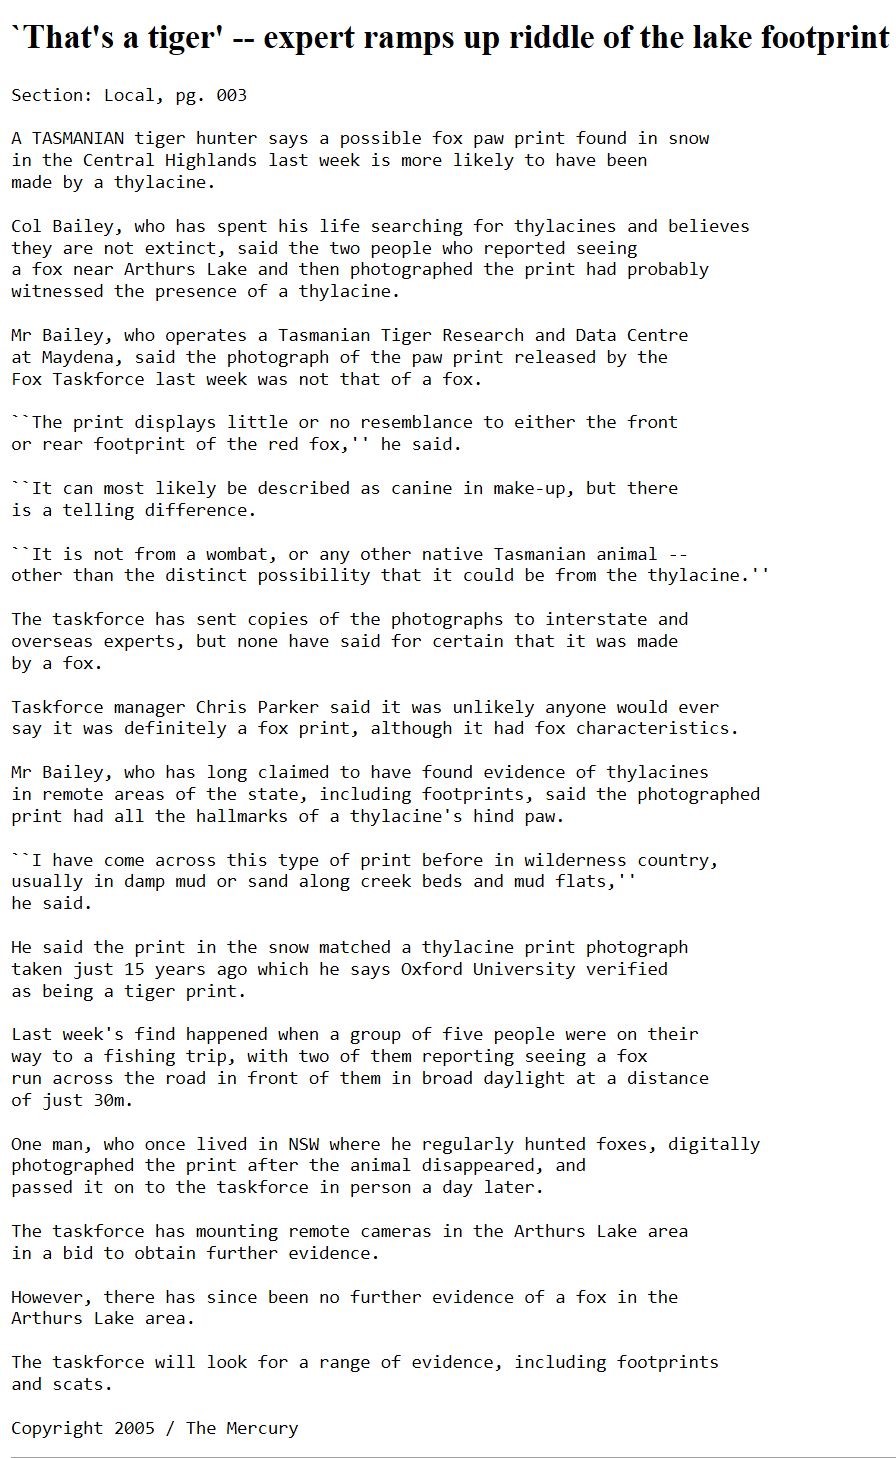 `That's a tiger' -- expert ramps up riddle of the lake footprint
Section: Local, pg. 003
A TASMANIAN tiger hunter says a possible fox paw print found in snow
in the Central Highlands last week is more likely to have been
made by a thylacine.
Col Bailey, who has spent his life searching for thylacines and believes
they are not extinct, said the two people who reported seeing
a fox near Arthurs Lake and then photographed the print had probably
witnessed the presence of a thylacine.
Mr Bailey, who operates a Tasmanian Tiger Research and Data Centre
at Maydena, said the photograph of the paw print released by the
Fox Taskforce last week was not that of a fox.
``The print displays little or no resemblance to either the front
or rear footprint of the red fox,'' he said.
``It can most likely be described as canine in make-up, but there
is a telling difference.
``It is not from a wombat, or any other native Tasmanian animal --
other than the distinct possibility that it could be from the thylacine.''
The taskforce has sent copies of the photographs to interstate and
overseas experts, but none have said for certain that it was made
by a fox.
Taskforce manager Chris Parker said it was unlikely anyone would ever
say it was definitely a fox print, although it had fox characteristics.
Mr Bailey, who has long claimed to have found evidence of thylacines
in remote areas of the state, including footprints, said the photographed
print had all the hallmarks of a thylacine's hind paw.
``I have come across this type of print before in wilderness country,
usually in damp mud or sand along creek beds and mud flats,''
he said.
He said the print in the snow matched a thylacine print photograph
taken just 15 years ago which he says Oxford University verified
as being a tiger print.
Last week's find happened when a group of five people were on their
way to a fishing trip, with two of them reporting seeing a fox
run across the road in front of them in broad daylight at a distance
of just 30m.
One man, who once lived in NSW where he regularly hunted foxes, digitally
photographed the print after the animal disappeared, and
passed it on to the taskforce in person a day later.
The taskforce has mounting remote cameras in the Arthurs Lake area
in a bid to obtain further evidence.
However, there has since been no further evidence of a fox in the
Arthurs Lake area.
The taskforce will look for a range of evidence, including footprints
and scats.
Copyright 2005 / The Mercury